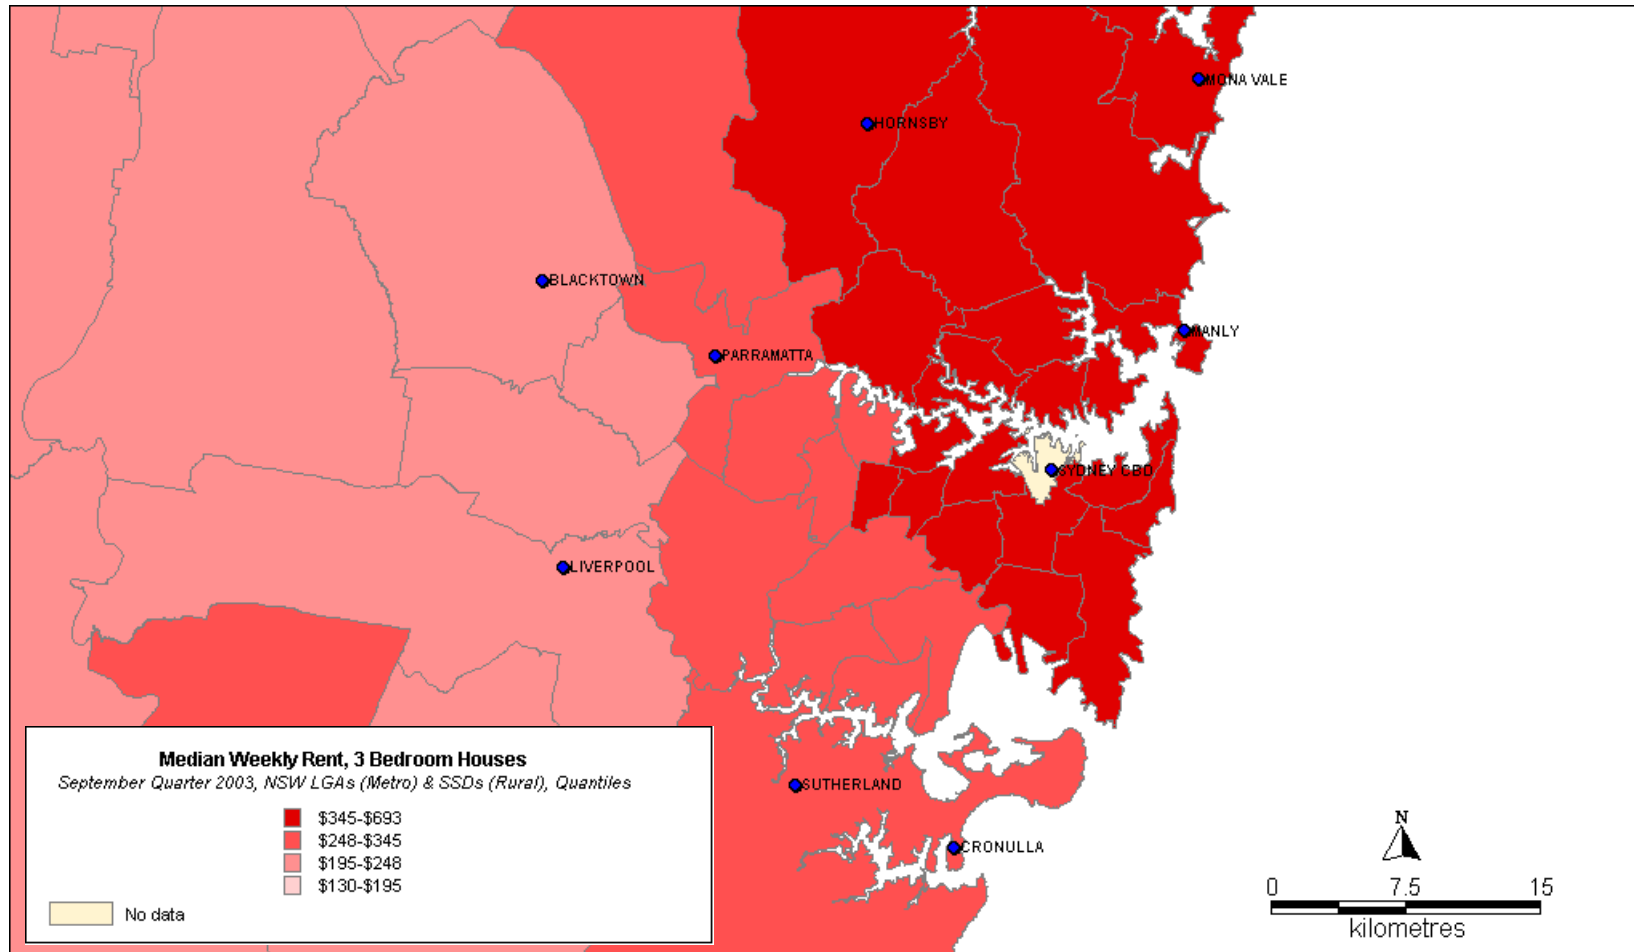 MONA VALE
HORNSBY
BLACKTOWN
MANLY
PARRAMATTA
SYDNEY CBD
LIVERPOOL
SUTHERLAND
CRONULLA
Median Weekly Rent, 3 Bedroom Houses
September Quarter 2003, NSW LGAs (Metro) & SSDs (Rural), Quantiles
$345-$693
$248-$345
$195-$248
$130-$195
No data
N
0 7.5 15
kilometres